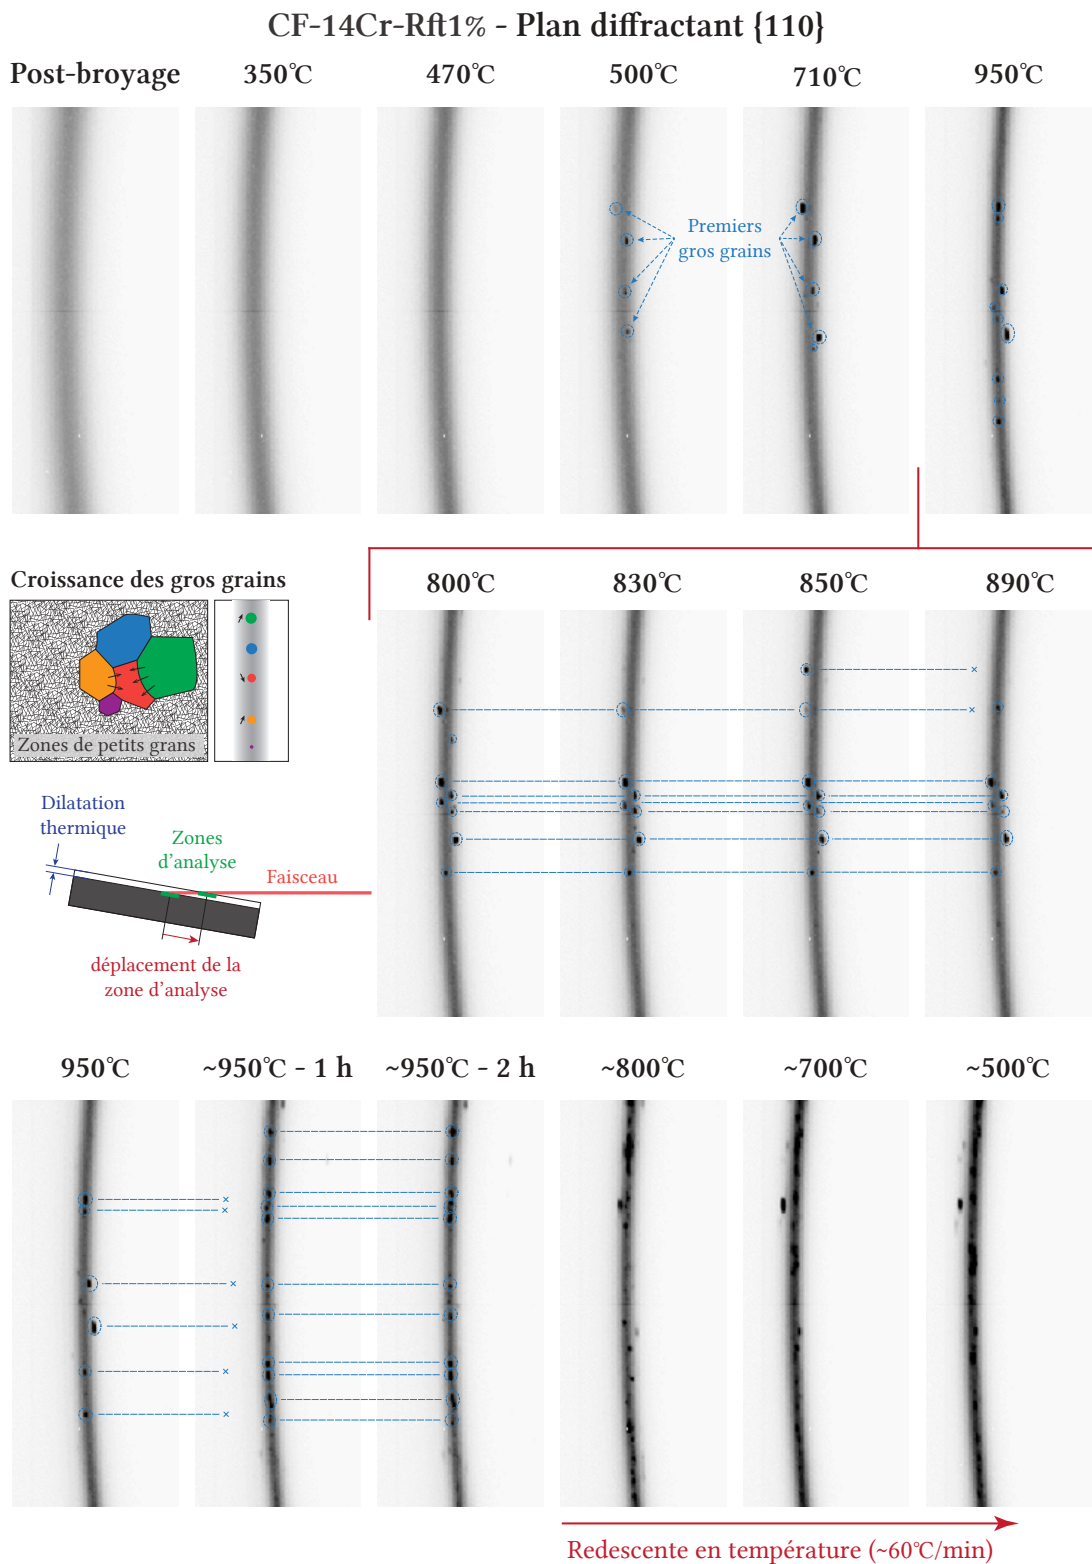 CF-14Cr-Rft1% - Plan diffractant {110}
Post-broyage 350℃ 470℃ 500℃ 710℃ 950℃
Premiers
gros grains
800℃ 830℃ 850℃ 890℃
Croissance des gros grains
Zones de petits grans
Dilatation
thermique
Zones
d'analyse
Faisceau
déplacement de la
zone d'analyse
950℃ ~950℃ - 1 h ~950℃ - 2 h ~800℃ ~700℃ ~500℃
Redescente en température (~60℃/min)